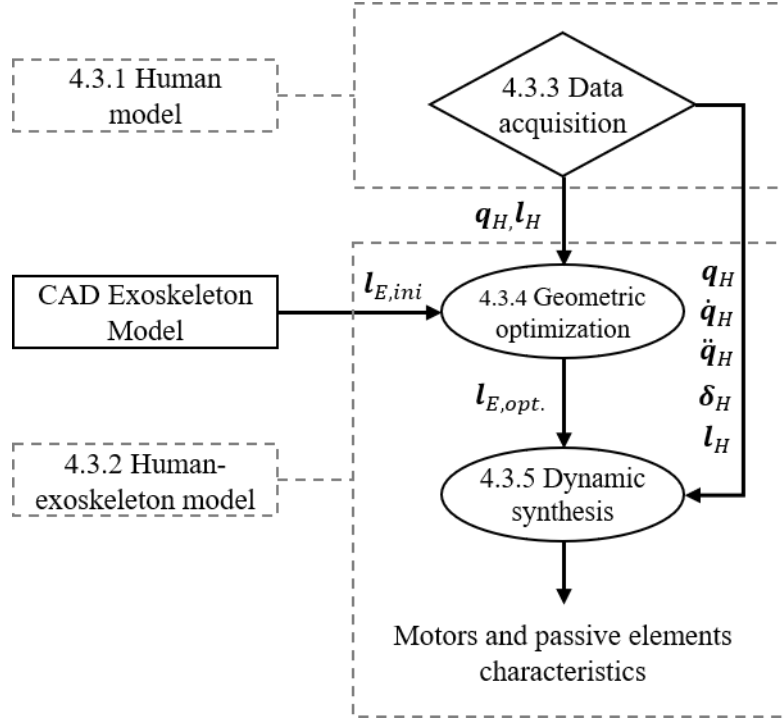 4.3.1 Human
model
4.3.3 Data
acquisition
q_H, l_H
CAD Exoskeleton
Model
l_{E,ini}
4.3.4 Geometric
optimization
q_H
q̇_H
q̈_H
δ_H
l_H
l_{E,opt.}
4.3.2 Human-
exoskeleton model
4.3.5 Dynamic
synthesis
Motors and passive elements
characteristics